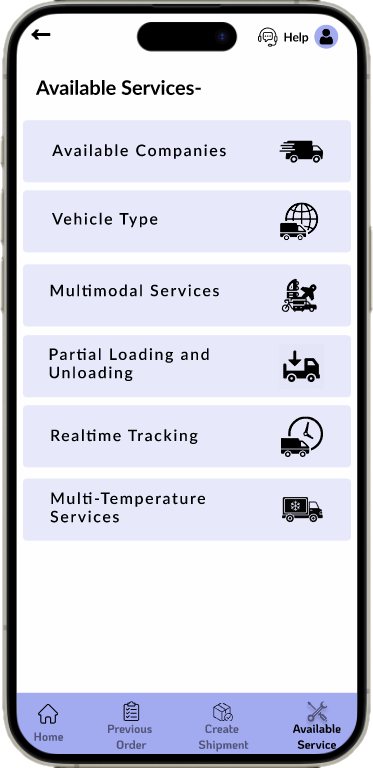 Help
Available Services-
Available Companies
Vehicle Type
Multimodal Services
Partial Loading and
Unloading
Realtime Tracking
Multi-Temperature
Services
Home
Previous
Order
Create
Shipment
Available
Service